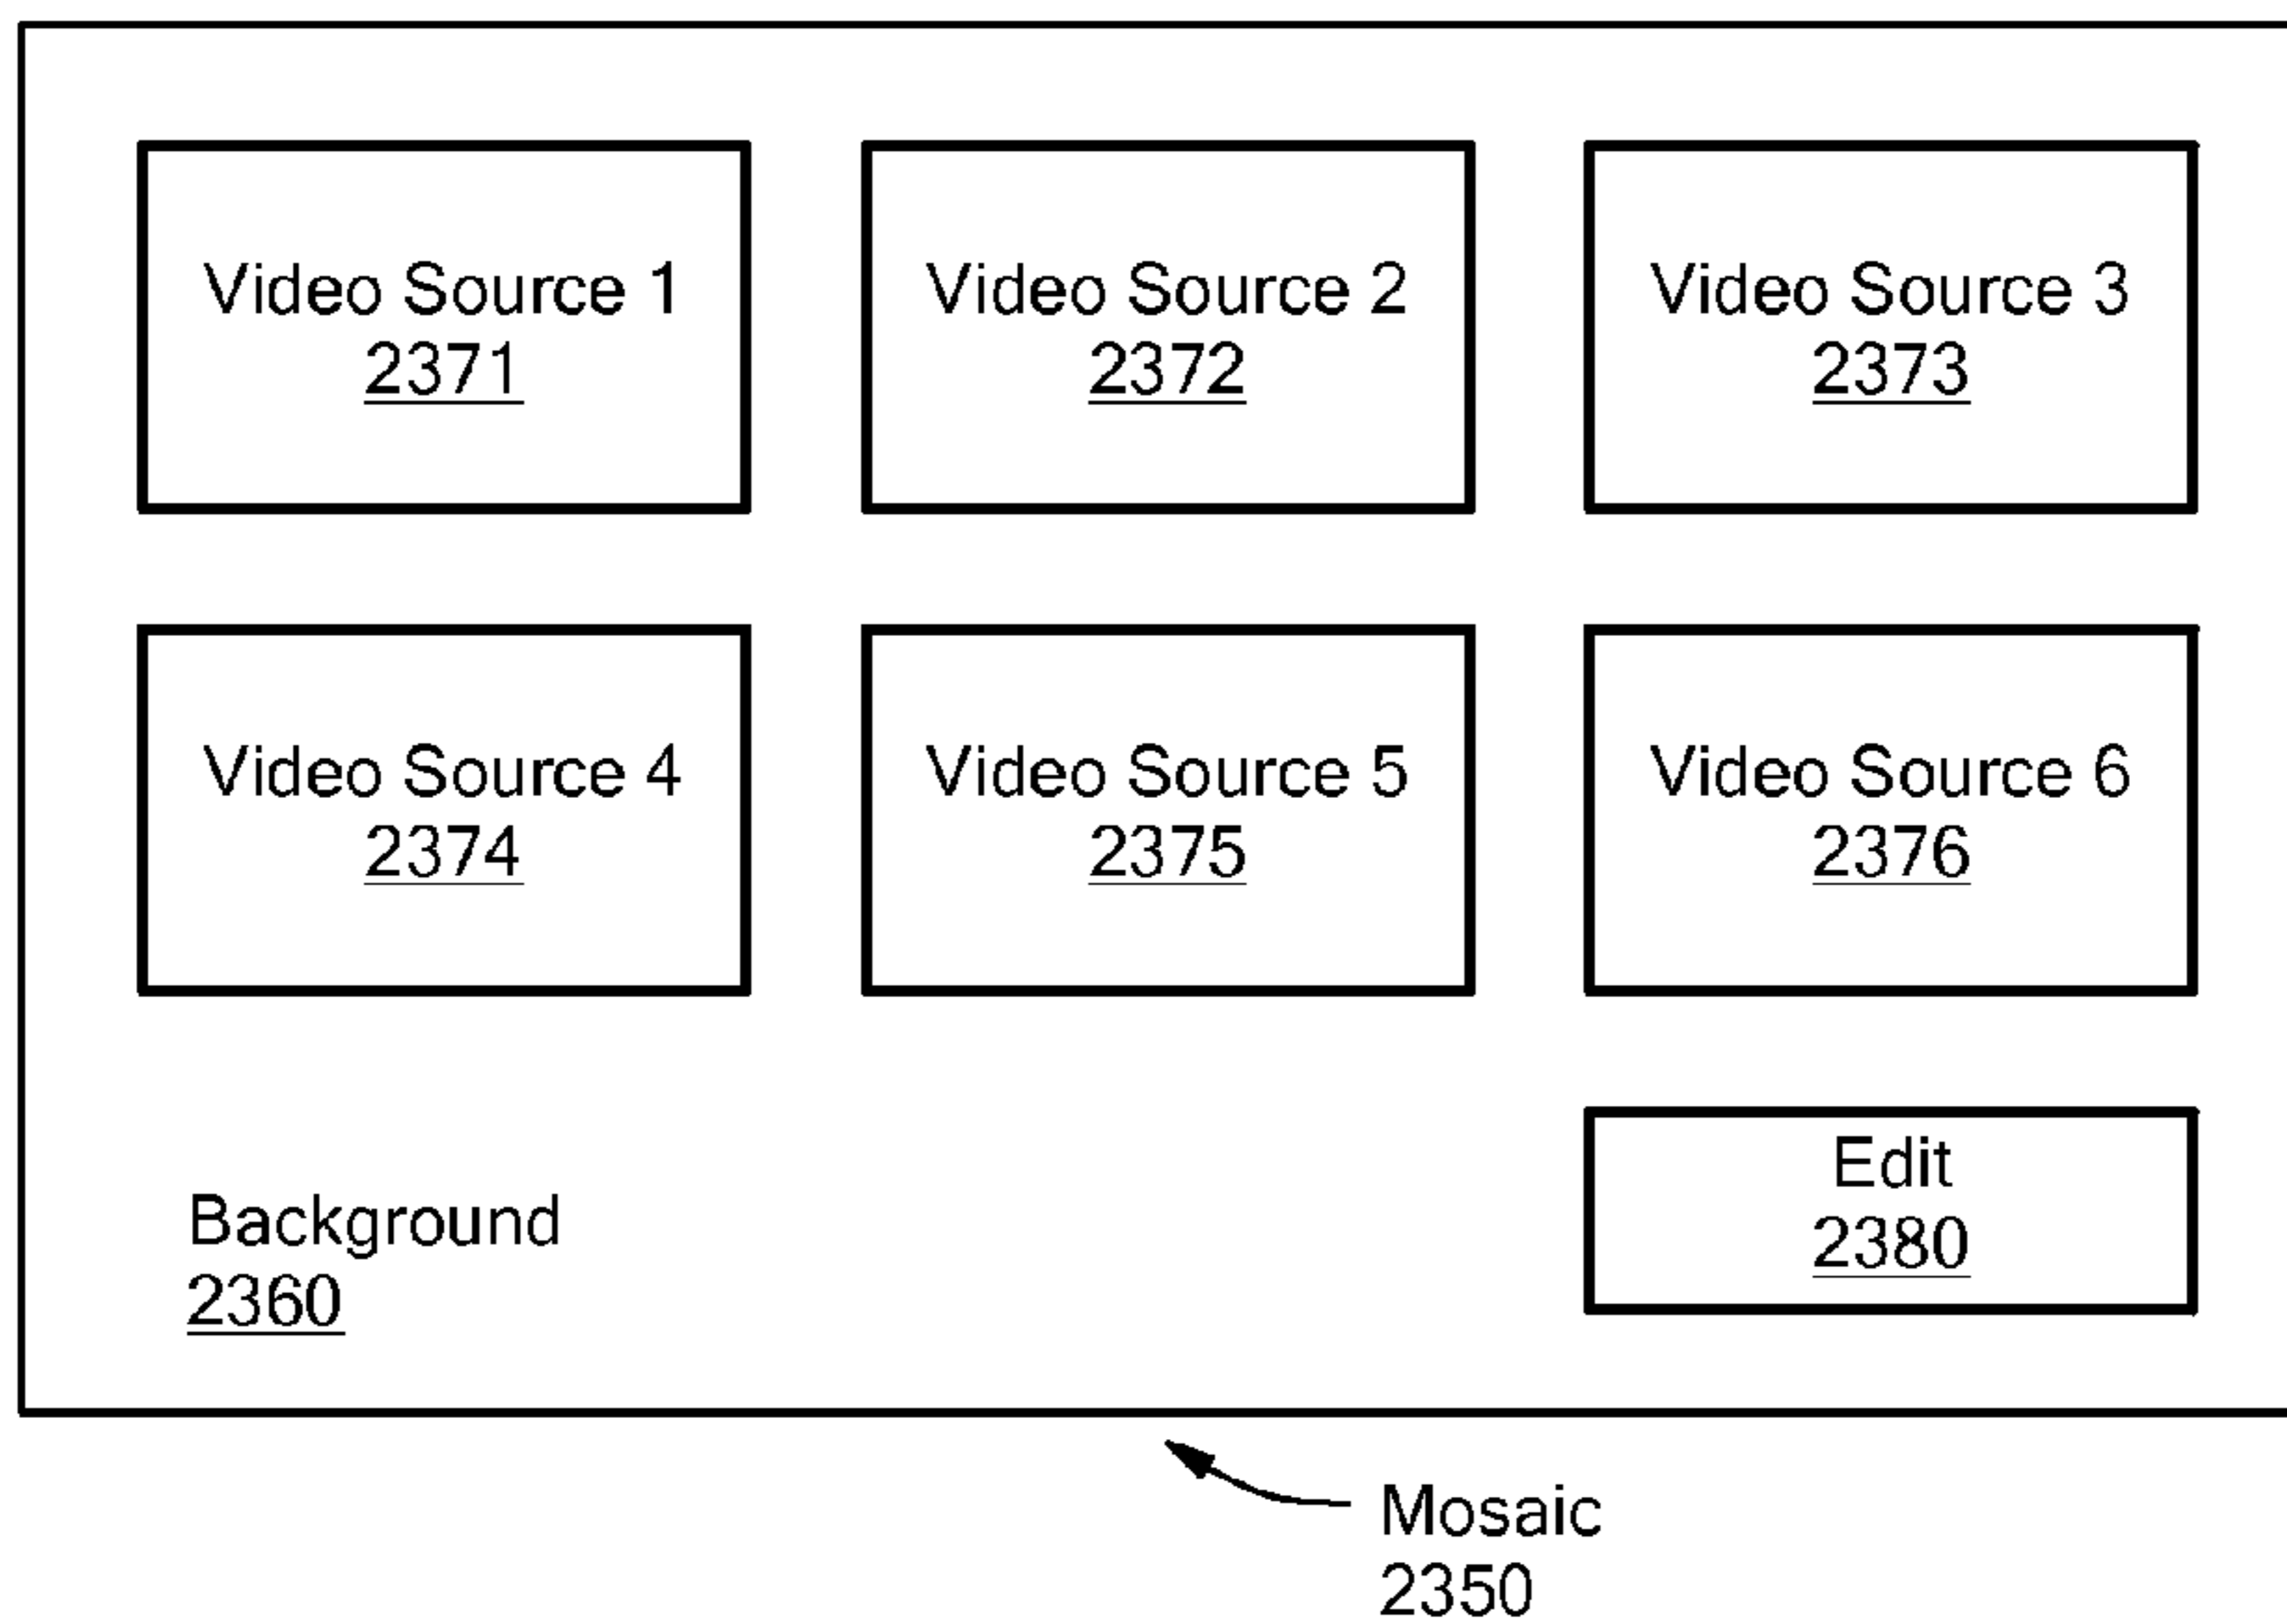 Video Source 1
2371
Video Source 2
2372
Video Source 3
2373
Video Source 4
2374
Video Source 5
2375
Video Source 6
2376
Edit
2380
Background
2360
Mosaic
2350